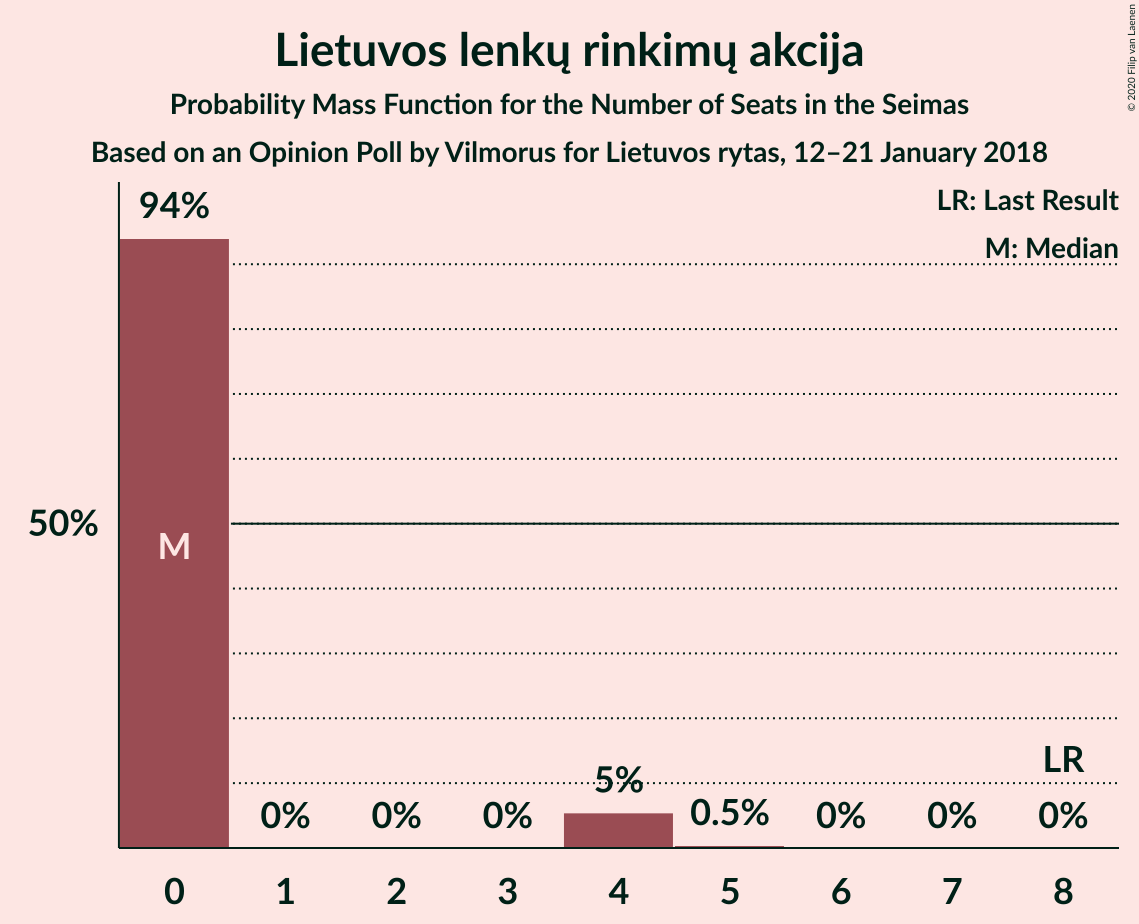 Lietuvos lenkų rinkimų akcija
Probability Mass Function for the Number of Seats in the Seimas
Based on an Opinion Poll by Vilmorus for Lietuvos rytas, 12–21 January 2018
© 2020 Filip van Laenen
LR: Last Result
M: Median
94%
50%
M
LR
0% 0% 0% 5% 0.5% 0% 0% 0%
0 1 2 3 4 5 6 7 8